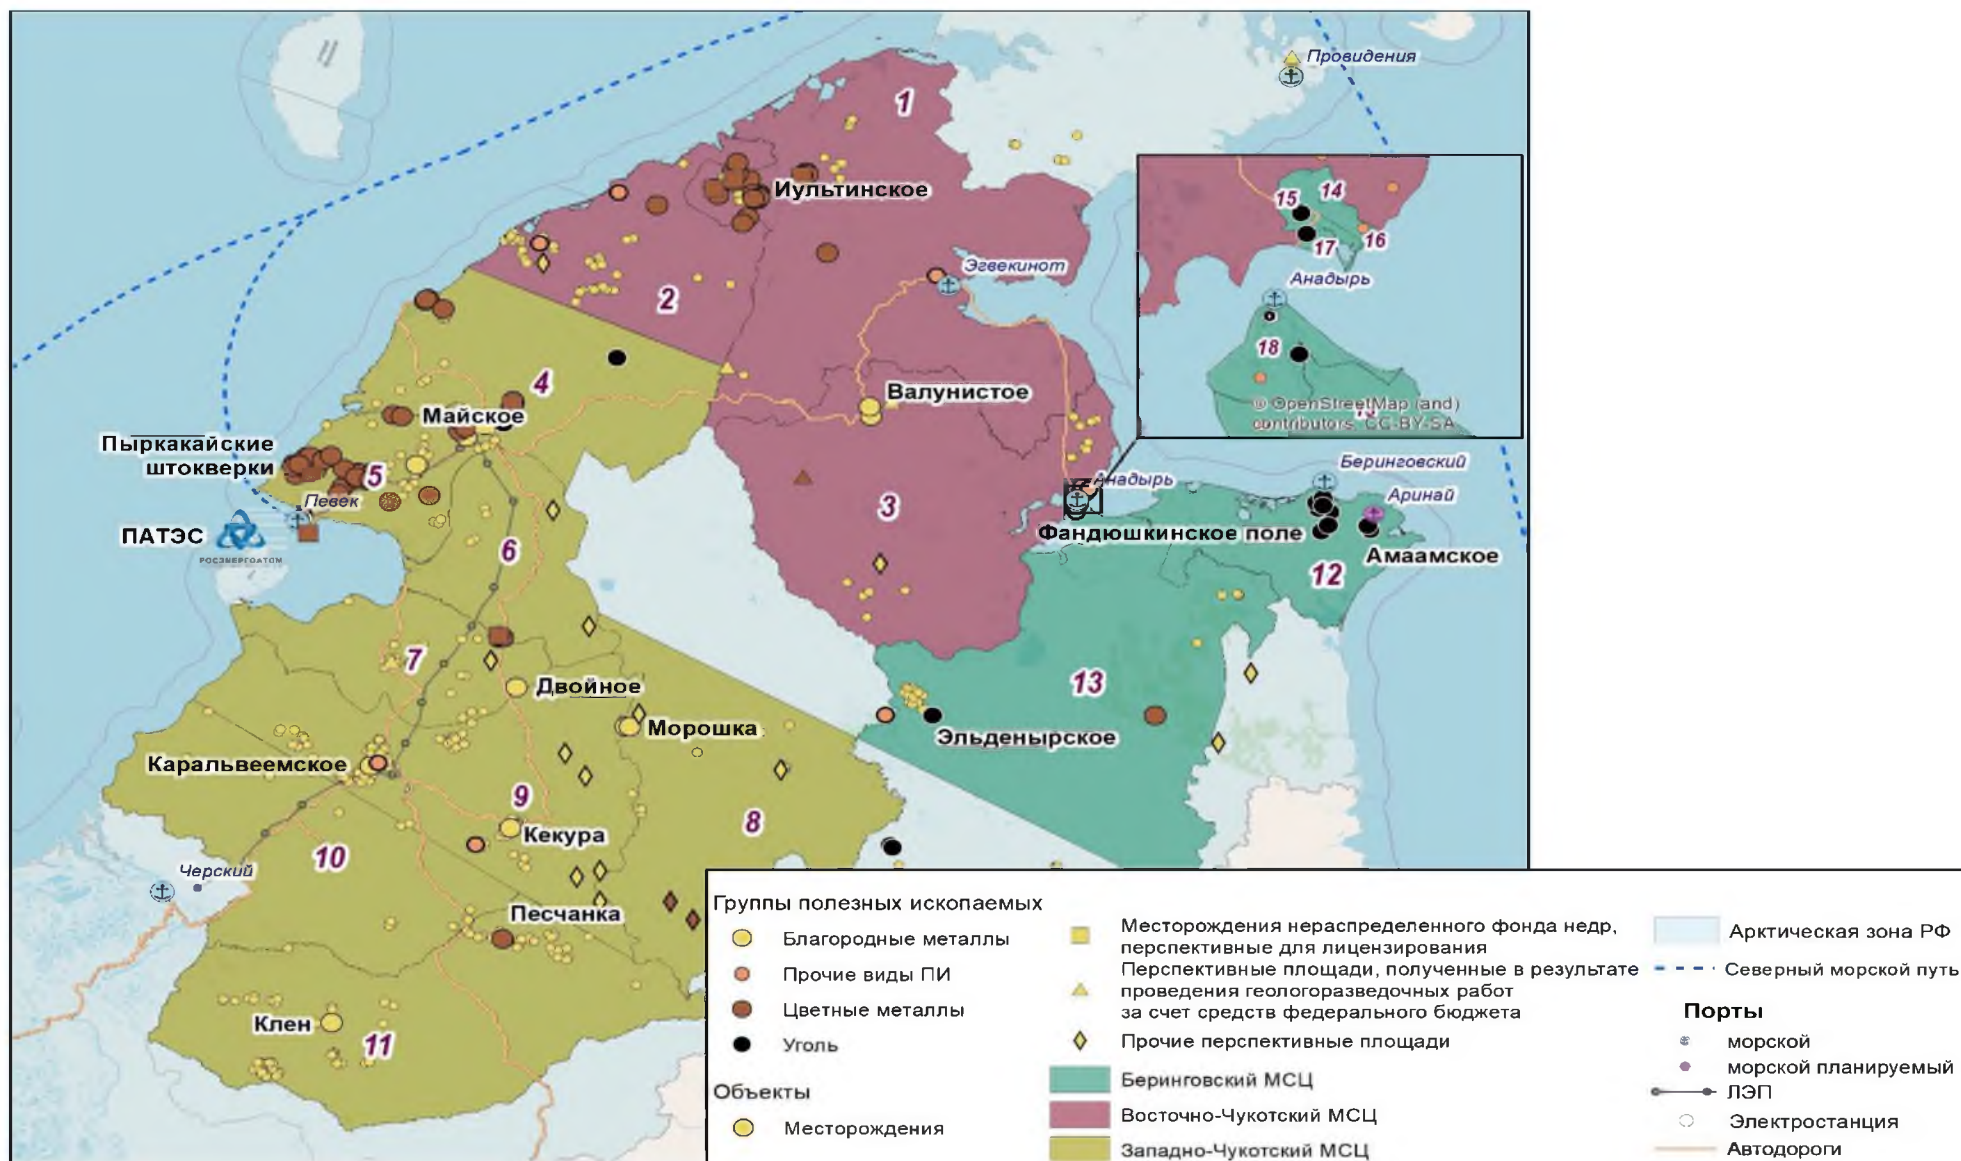 Провидения
1
Иультинское
Эгвекинот
2
15
14
16
17
Анадырь
18
© OpenStreetMap (and)
contributors, CC-BY-SA
4
Валунистое
Майское
Пыркакайские
штокверки
5
Певек
ПАТЭС
РОСЭНЕРГОАТОМ
3
Анадырь
Беринговский
Аринай
Фандюшкинское поле
Амаамское
12
6
7
Двойное
13
Морошка
Эльденырское
Каральвеемское
9
8
Кекура
10
Черский
Песчанка
Клен
11
Группы полезных ископаемых
Благородные металлы
Прочие виды ПИ
Цветные металлы
Уголь
Объекты
Месторождения
Месторождения нераспределенного фонда недр,
перспективные для лицензирования
Перспективные площади, полученные в результате
проведения геологоразведочных работ
за счет средств федерального бюджета
Прочие перспективные площади
Беринговский МСЦ
Восточно-Чукотский МСЦ
Западно-Чукотский МСЦ
Арктическая зона РФ
Северный морской путь
Порты
морской
морской планируемый
ЛЭП
Электростанция
Автодороги